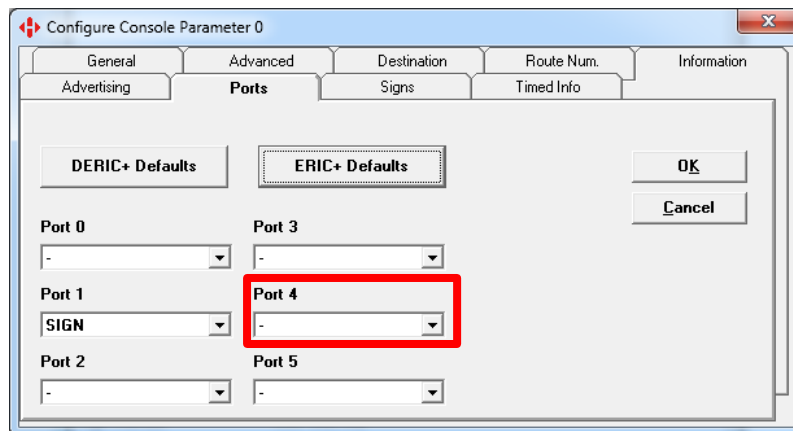 Configure Console Parameter 0
General Advanced Destination Route Num. Information
Advertising Ports Signs Timed Info
DERIC+ Defaults ERIC+ Defaults OK
Cancel
Port 0 Port 3
- -
Port 1 Port 4
SIGN -
Port 2 Port 5
- -